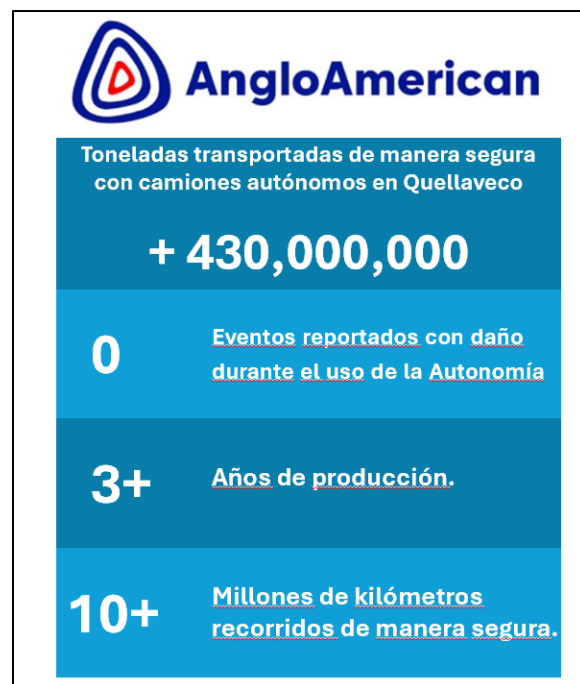 AngloAmerican
Toneladas transportadas de manera segura
con camiones autónomos en Quellaveco
+ 430,000,000
0
Eventos reportados con daño
durante el uso de la Autonomía
3+
Años de producción.
10+
Millones de kilómetros
recorridos de manera segura.